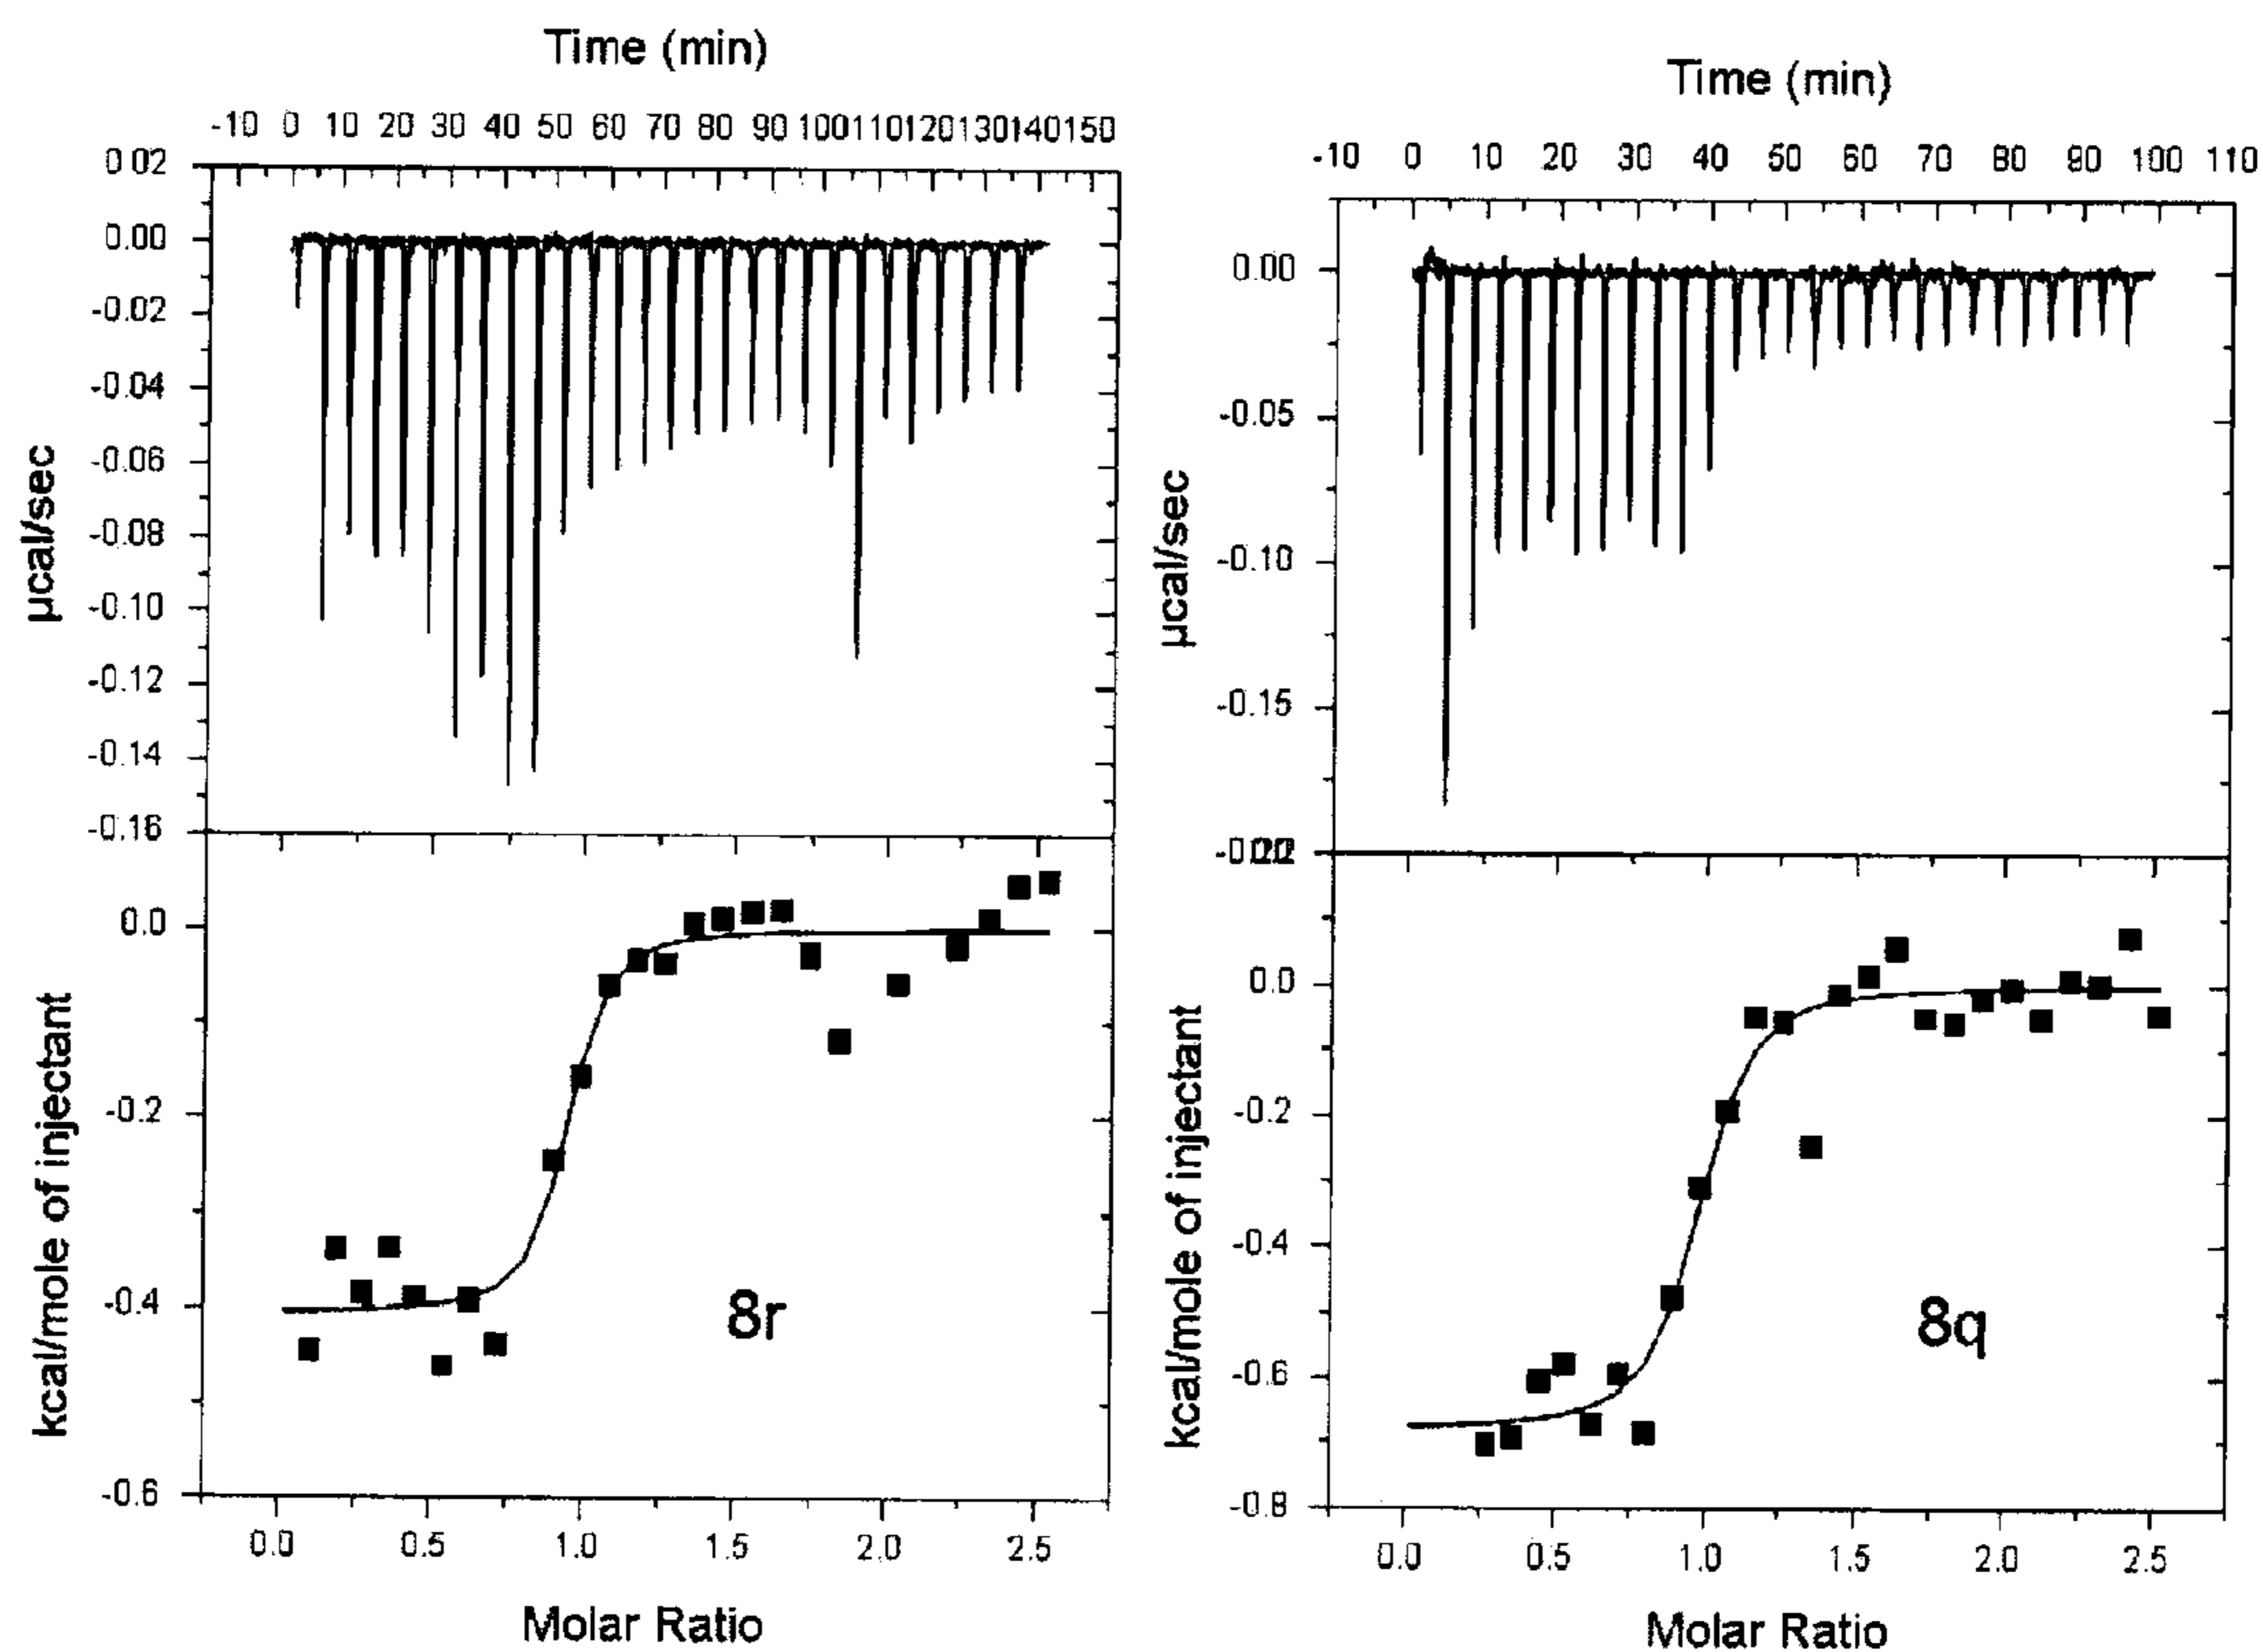 Time (min)
-10 0 10 20 30 40 50 60 70 80 90 100 110 120 130 140 150
0.02
0.00
-0.02
-0.04
-0.06
-0.08
-0.10
-0.12
-0.14
-0.16
µcal/sec
0.0
-0.2
-0.4
-0.6
kcal/mole of injectant
8r
0.0 0.5 1.0 1.5 2.0 2.5
Molar Ratio
Time (min)
-10 0 10 20 30 40 50 60 70 80 90 100 110
0.00
-0.05
-0.10
-0.15
µcal/sec
0.0
-0.2
-0.4
-0.6
-0.8
kcal/mole of injectant
8q
0.0 0.5 1.0 1.5 2.0 2.5
Molar Ratio